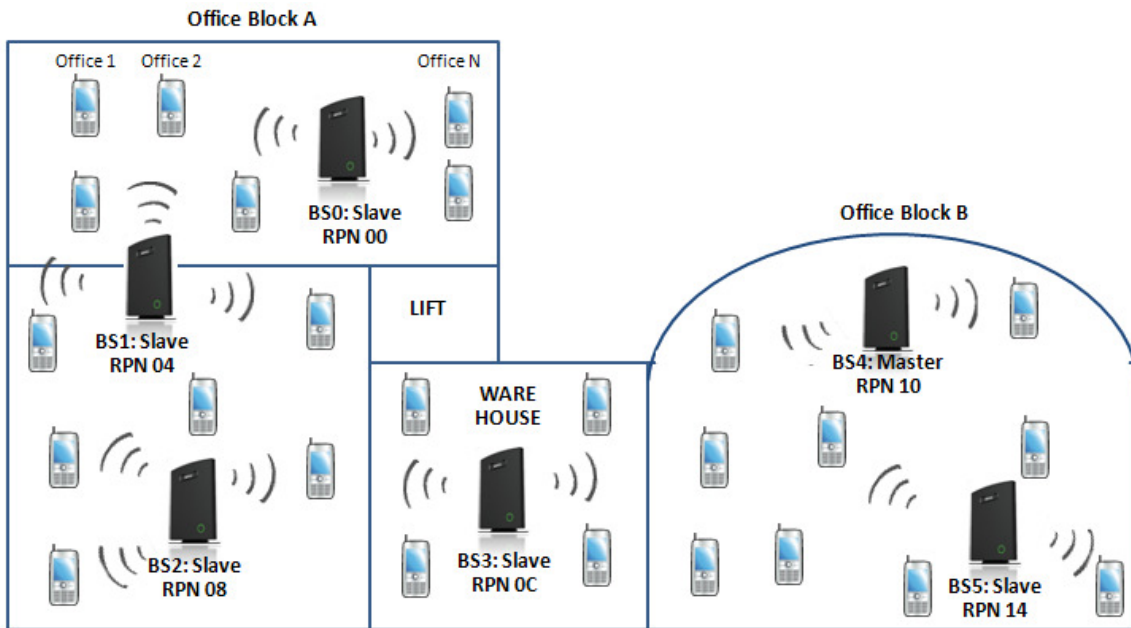 Office Block A
Office 1
Office 2
Office N
BS0: Slave
RPN 00
Office Block B
LIFT
BS1: Slave
RPN 04
BS4: Master
RPN 10
WARE
HOUSE
BS2: Slave
RPN 08
BS3: Slave
RPN 0C
BS5: Slave
RPN 14